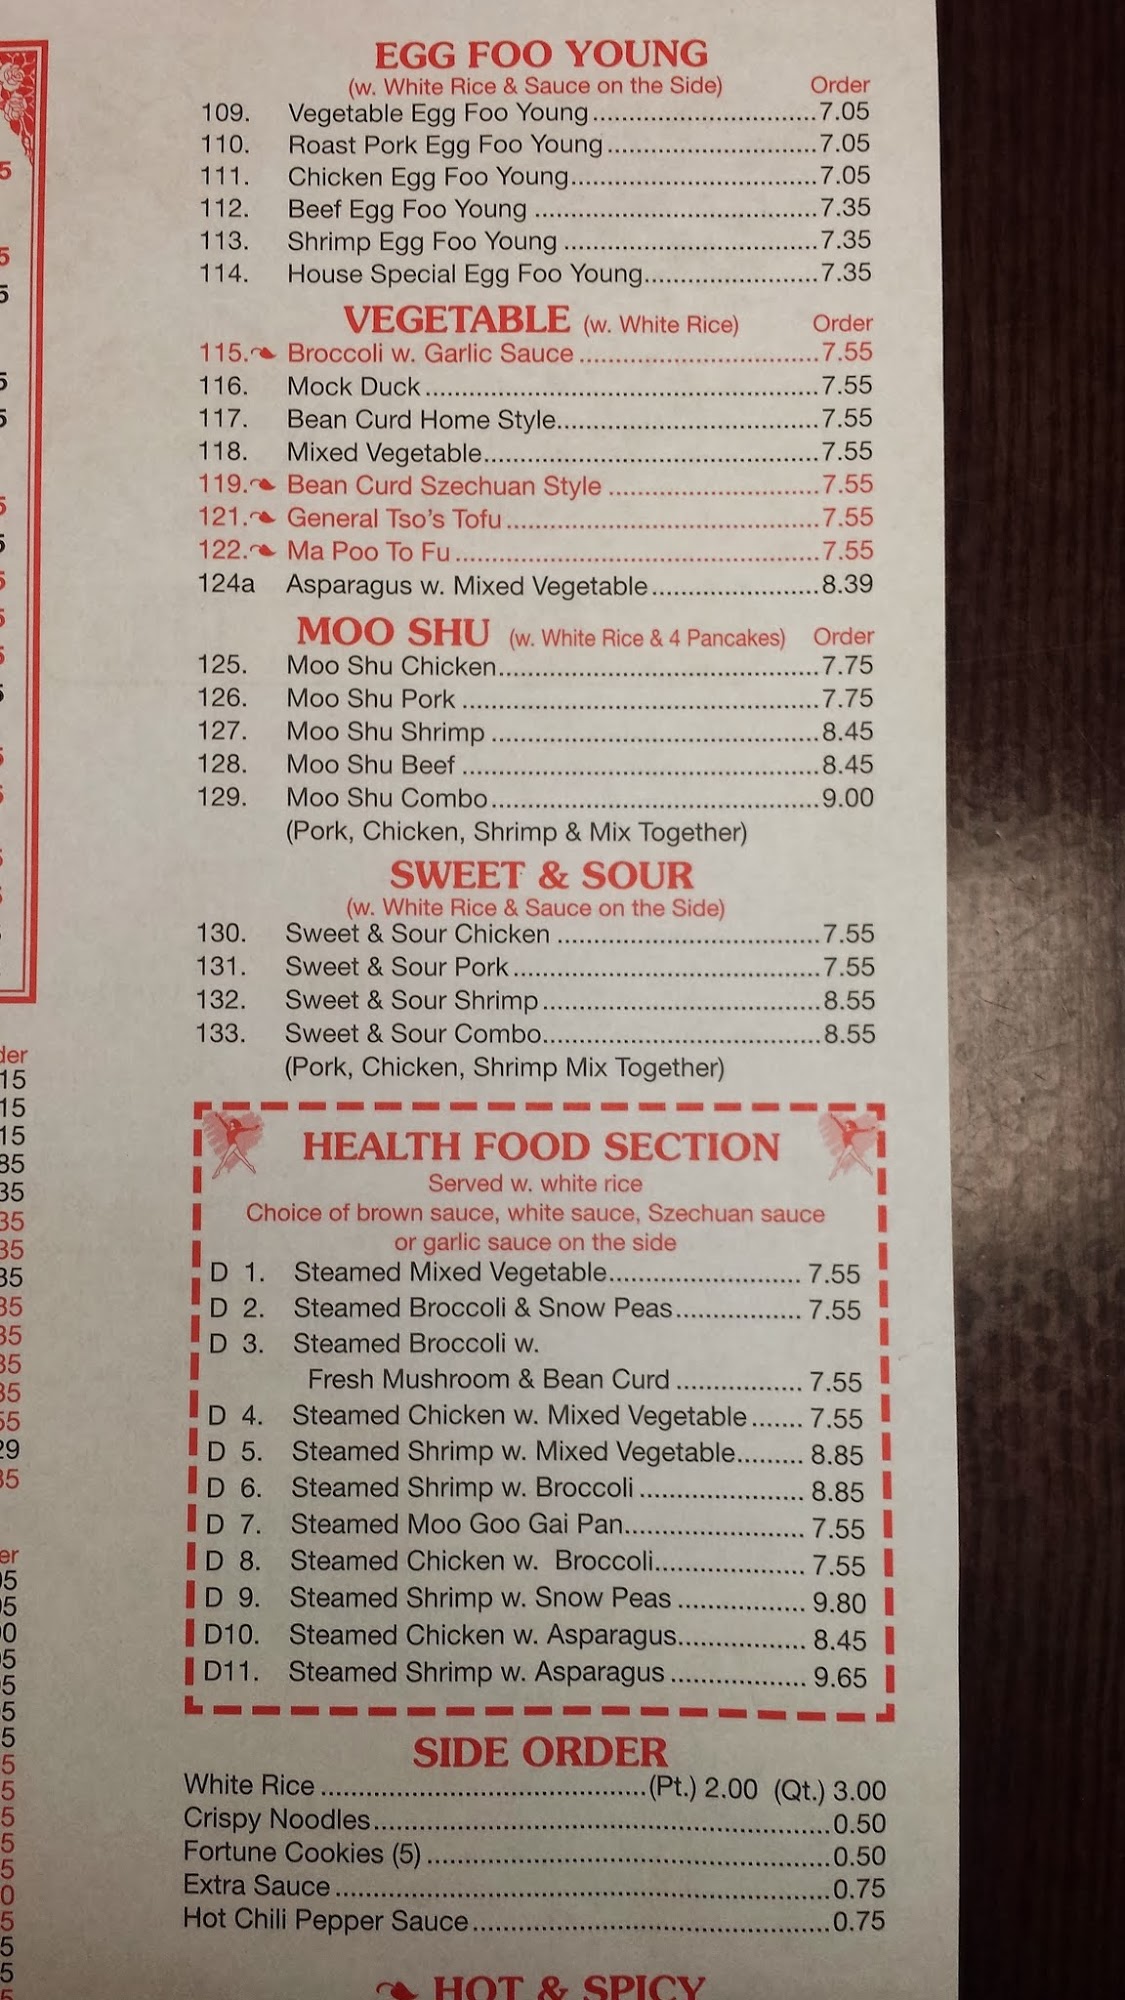 EGG FOO YOUNG
(w. White Rice & Sauce on the Side) Order
109. Vegetable Egg Foo Young..............................7.05
110. Roast Pork Egg Foo Young............................7.05
111. Chicken Egg Foo Young.................................7.05
112. Beef Egg Foo Young ......................................7.35
113. Shrimp Egg Foo Young ..................................7.35
114. House Special Egg Foo Young.......................7.35
VEGETABLE (w. White Rice) Order
115. Broccoli w. Garlic Sauce ................................7.55
116. Mock Duck.....................................................7.55
117. Bean Curd Home Style...................................7.55
118. Mixed Vegetable.............................................7.55
119. Bean Curd Szechuan Style ............................7.55
121. General Tso's Tofu..........................................7.55
122. Ma Poo To Fu.................................................7.55
124a Asparagus w. Mixed Vegetable.......................8.39
MOO SHU (w. White Rice & 4 Pancakes) Order
125. Moo Shu Chicken...........................................7.75
126. Moo Shu Pork ................................................7.75
127. Moo Shu Shrimp ............................................8.45
128. Moo Shu Beef ................................................8.45
129. Moo Shu Combo............................................9.00
(Pork, Chicken, Shrimp & Mix Together)
SWEET & SOUR
(w. White Rice & Sauce on the Side)
130. Sweet & Sour Chicken ...................................7.55
131. Sweet & Sour Pork.........................................7.55
132. Sweet & Sour Shrimp.....................................8.55
133. Sweet & Sour Combo.....................................8.55
(Pork, Chicken, Shrimp Mix Together)
HEALTH FOOD SECTION
Served w. white rice
Choice of brown sauce, white sauce, Szechuan sauce
or garlic sauce on the side
D 1. Steamed Mixed Vegetable.......................... 7.55
D 2. Steamed Broccoli & Snow Peas................. 7.55
D 3. Steamed Broccoli w.
Fresh Mushroom & Bean Curd ................. 7.55
D 4. Steamed Chicken w. Mixed Vegetable....... 7.55
D 5. Steamed Shrimp w. Mixed Vegetable......... 8.85
D 6. Steamed Shrimp w. Broccoli ...................... 8.85
D 7. Steamed Moo Goo Gai Pan........................ 7.55
D 8. Steamed Chicken w. Broccoli.................... 7.55
D 9. Steamed Shrimp w. Snow Peas ................. 9.80
D10. Steamed Chicken w. Asparagus................. 8.45
D11. Steamed Shrimp w. Asparagus .................. 9.65
SIDE ORDER
White Rice ............................................(Pt.) 2.00 (Qt.) 3.00
Crispy Noodles..............................................................0.50
Fortune Cookies (5) .......................................................0.50
Extra Sauce...................................................................0.75
Hot Chili Pepper Sauce.................................................0.75
HOT & SPICY